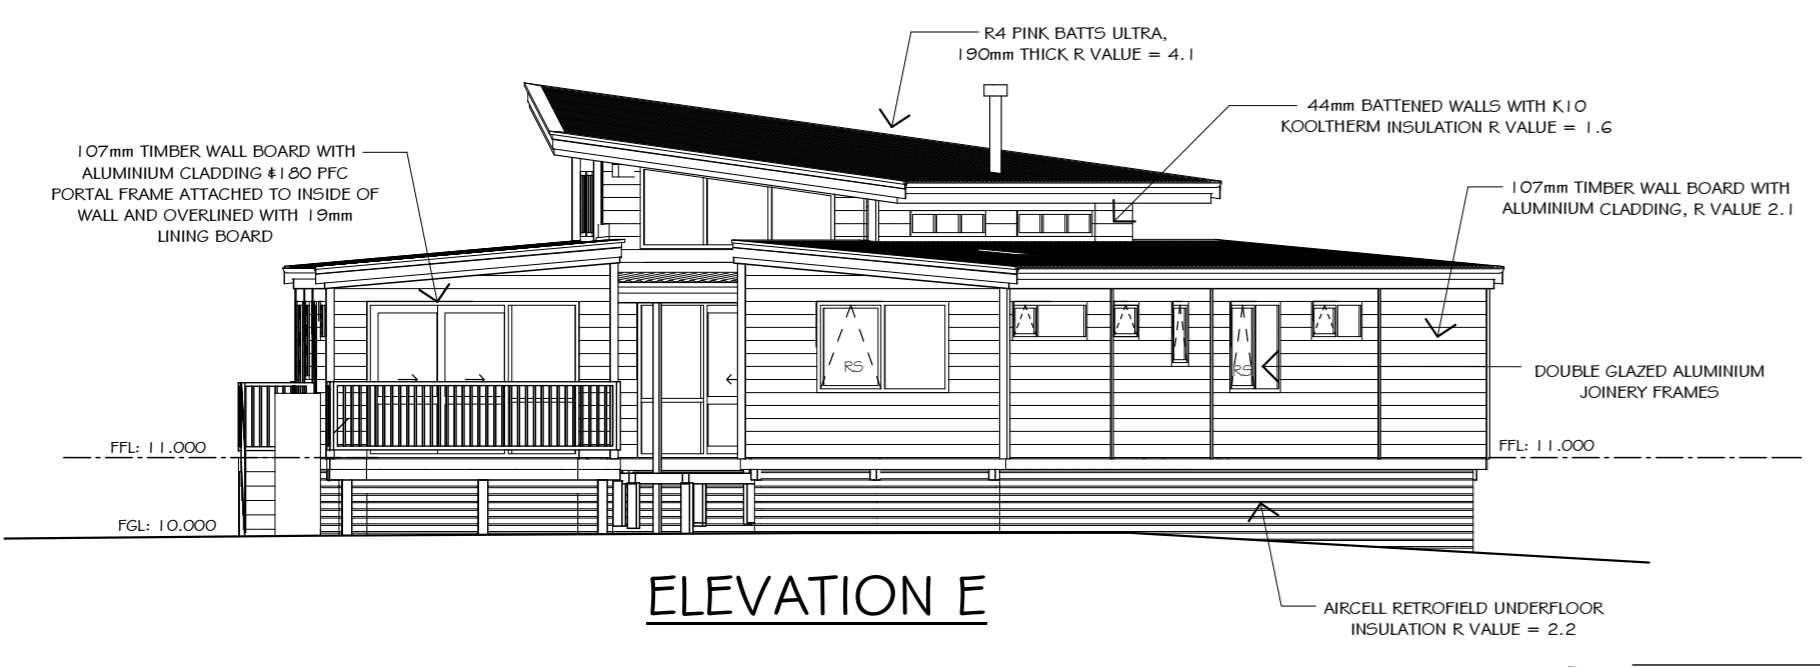 R4 PINK BATTS ULTRA,
190mm THICK R VALUE = 4.1
44mm BATTENED WALLS WITH K10
KOOLTHERM INSULATION R VALUE = 1.6
107mm TIMBER WALL BOARD WITH
ALUMINIUM CLADDING &180 PFC
PORTAL FRAME ATTACHED TO INSIDE OF
WALL AND OVERLINED WITH 19mm
LINING BOARD
107mm TIMBER WALL BOARD WITH
ALUMINIUM CLADDING, R VALUE 2.1
RS
RS
DOUBLE GLAZED ALUMINIUM
JOINERY FRAMES
FFL: 11.000
FFL: 11.000
FGL: 10.000
ELEVATION E
AIRCELL RETROFIELD UNDERFLOOR
INSULATION R VALUE = 2.2